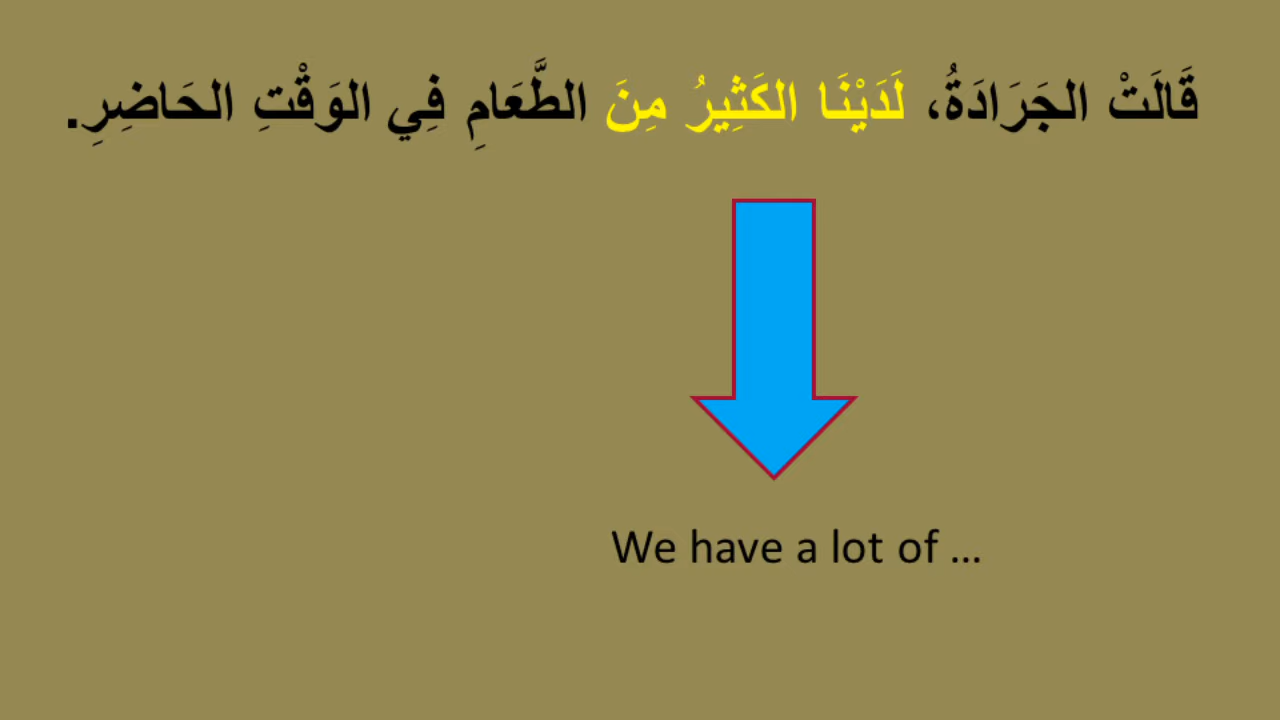 قَالَتْ الجَرَادَةُ، لَدَيْنَا الكَثِيرُ مِنَ الطَّعَامِ فِي الوَقْتِ الحَاضِرِ.
We have a lot of ...